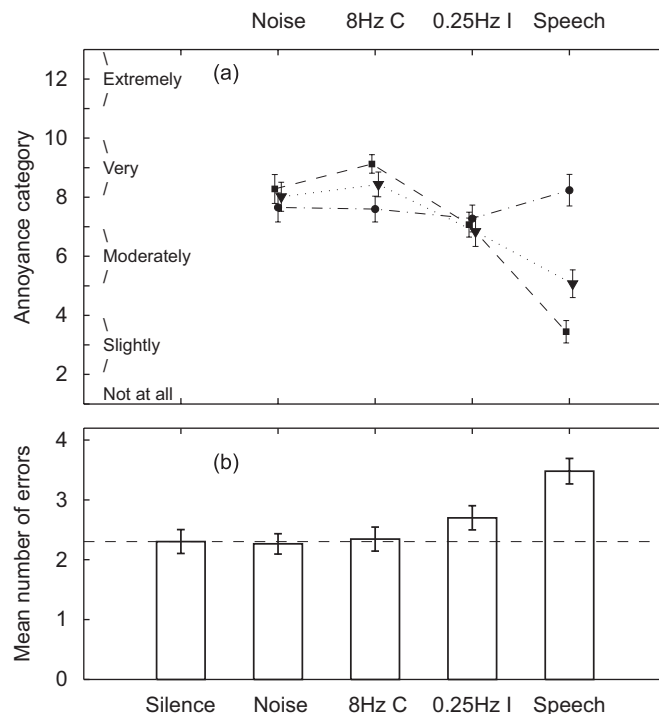 Noise 8Hz C 0.25Hz I Speech
(a)
Annoyance category
12
10
8
6
4
2
Extremely
Very
Moderately
Slightly
Not at all
(b)
Mean number of errors
4
3
2
1
0
Silence Noise 8Hz C 0.25Hz I Speech